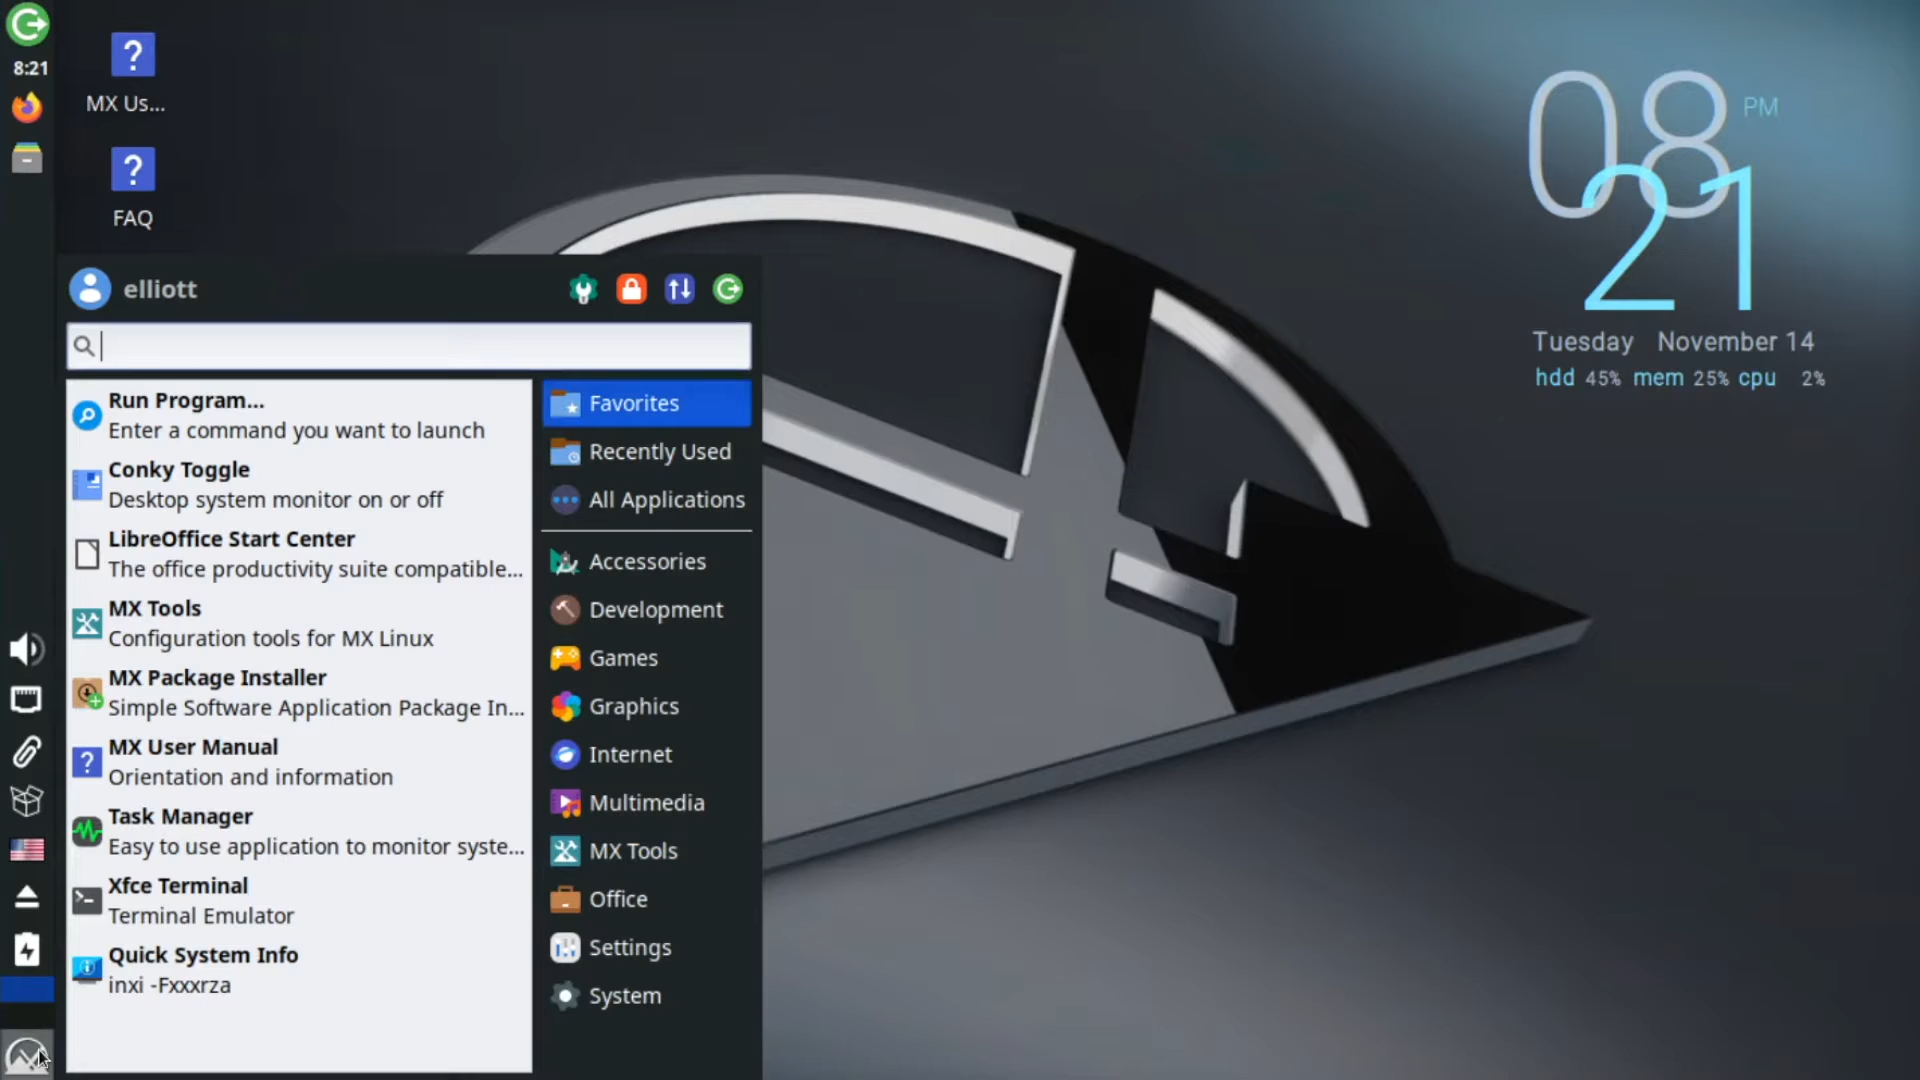 8:21
MX Us...
FAQ
08
PM
21
Tuesday November 14
hdd 45% mem 25% cpu 2%
elliott
Run Program...
Enter a command you want to launch
Conky Toggle
Desktop system monitor on or off
LibreOffice Start Center
The office productivity suite compatible...
MX Tools
Configuration tools for MX Linux
MX Package Installer
Simple Software Application Package In...
MX User Manual
Orientation and information
Task Manager
Easy to use application to monitor syste...
Xfce Terminal
Terminal Emulator
Quick System Info
inxi -Fxxxrza
Favorites
Recently Used
All Applications
Accessories
Development
Games
Graphics
Internet
Multimedia
MX Tools
Office
Settings
System